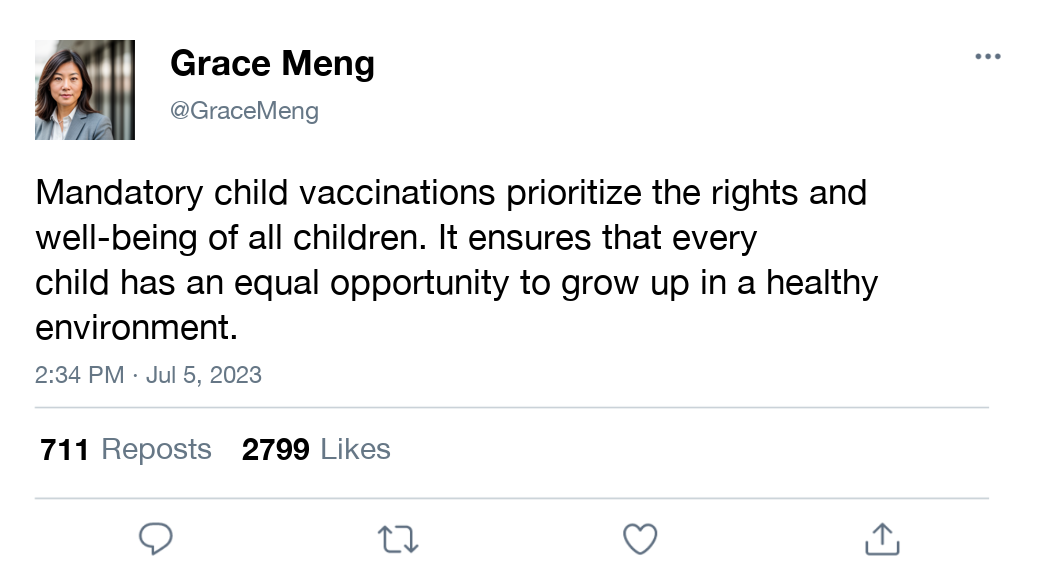 Grace Meng
@GraceMeng
Mandatory child vaccinations prioritize the rights and
well-being of all children. It ensures that every
child has an equal opportunity to grow up in a healthy
environment.
2:34 PM · Jul 5, 2023
711 Reposts 2799 Likes